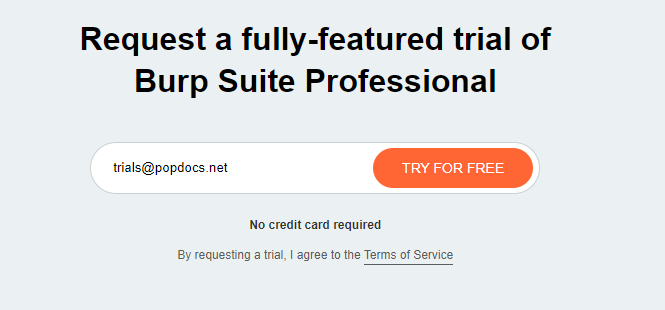 Request a fully-featured trial of
Burp Suite Professional
trials@popdocs.net
TRY FOR FREE
No credit card required
By requesting a trial, I agree to the Terms of Service